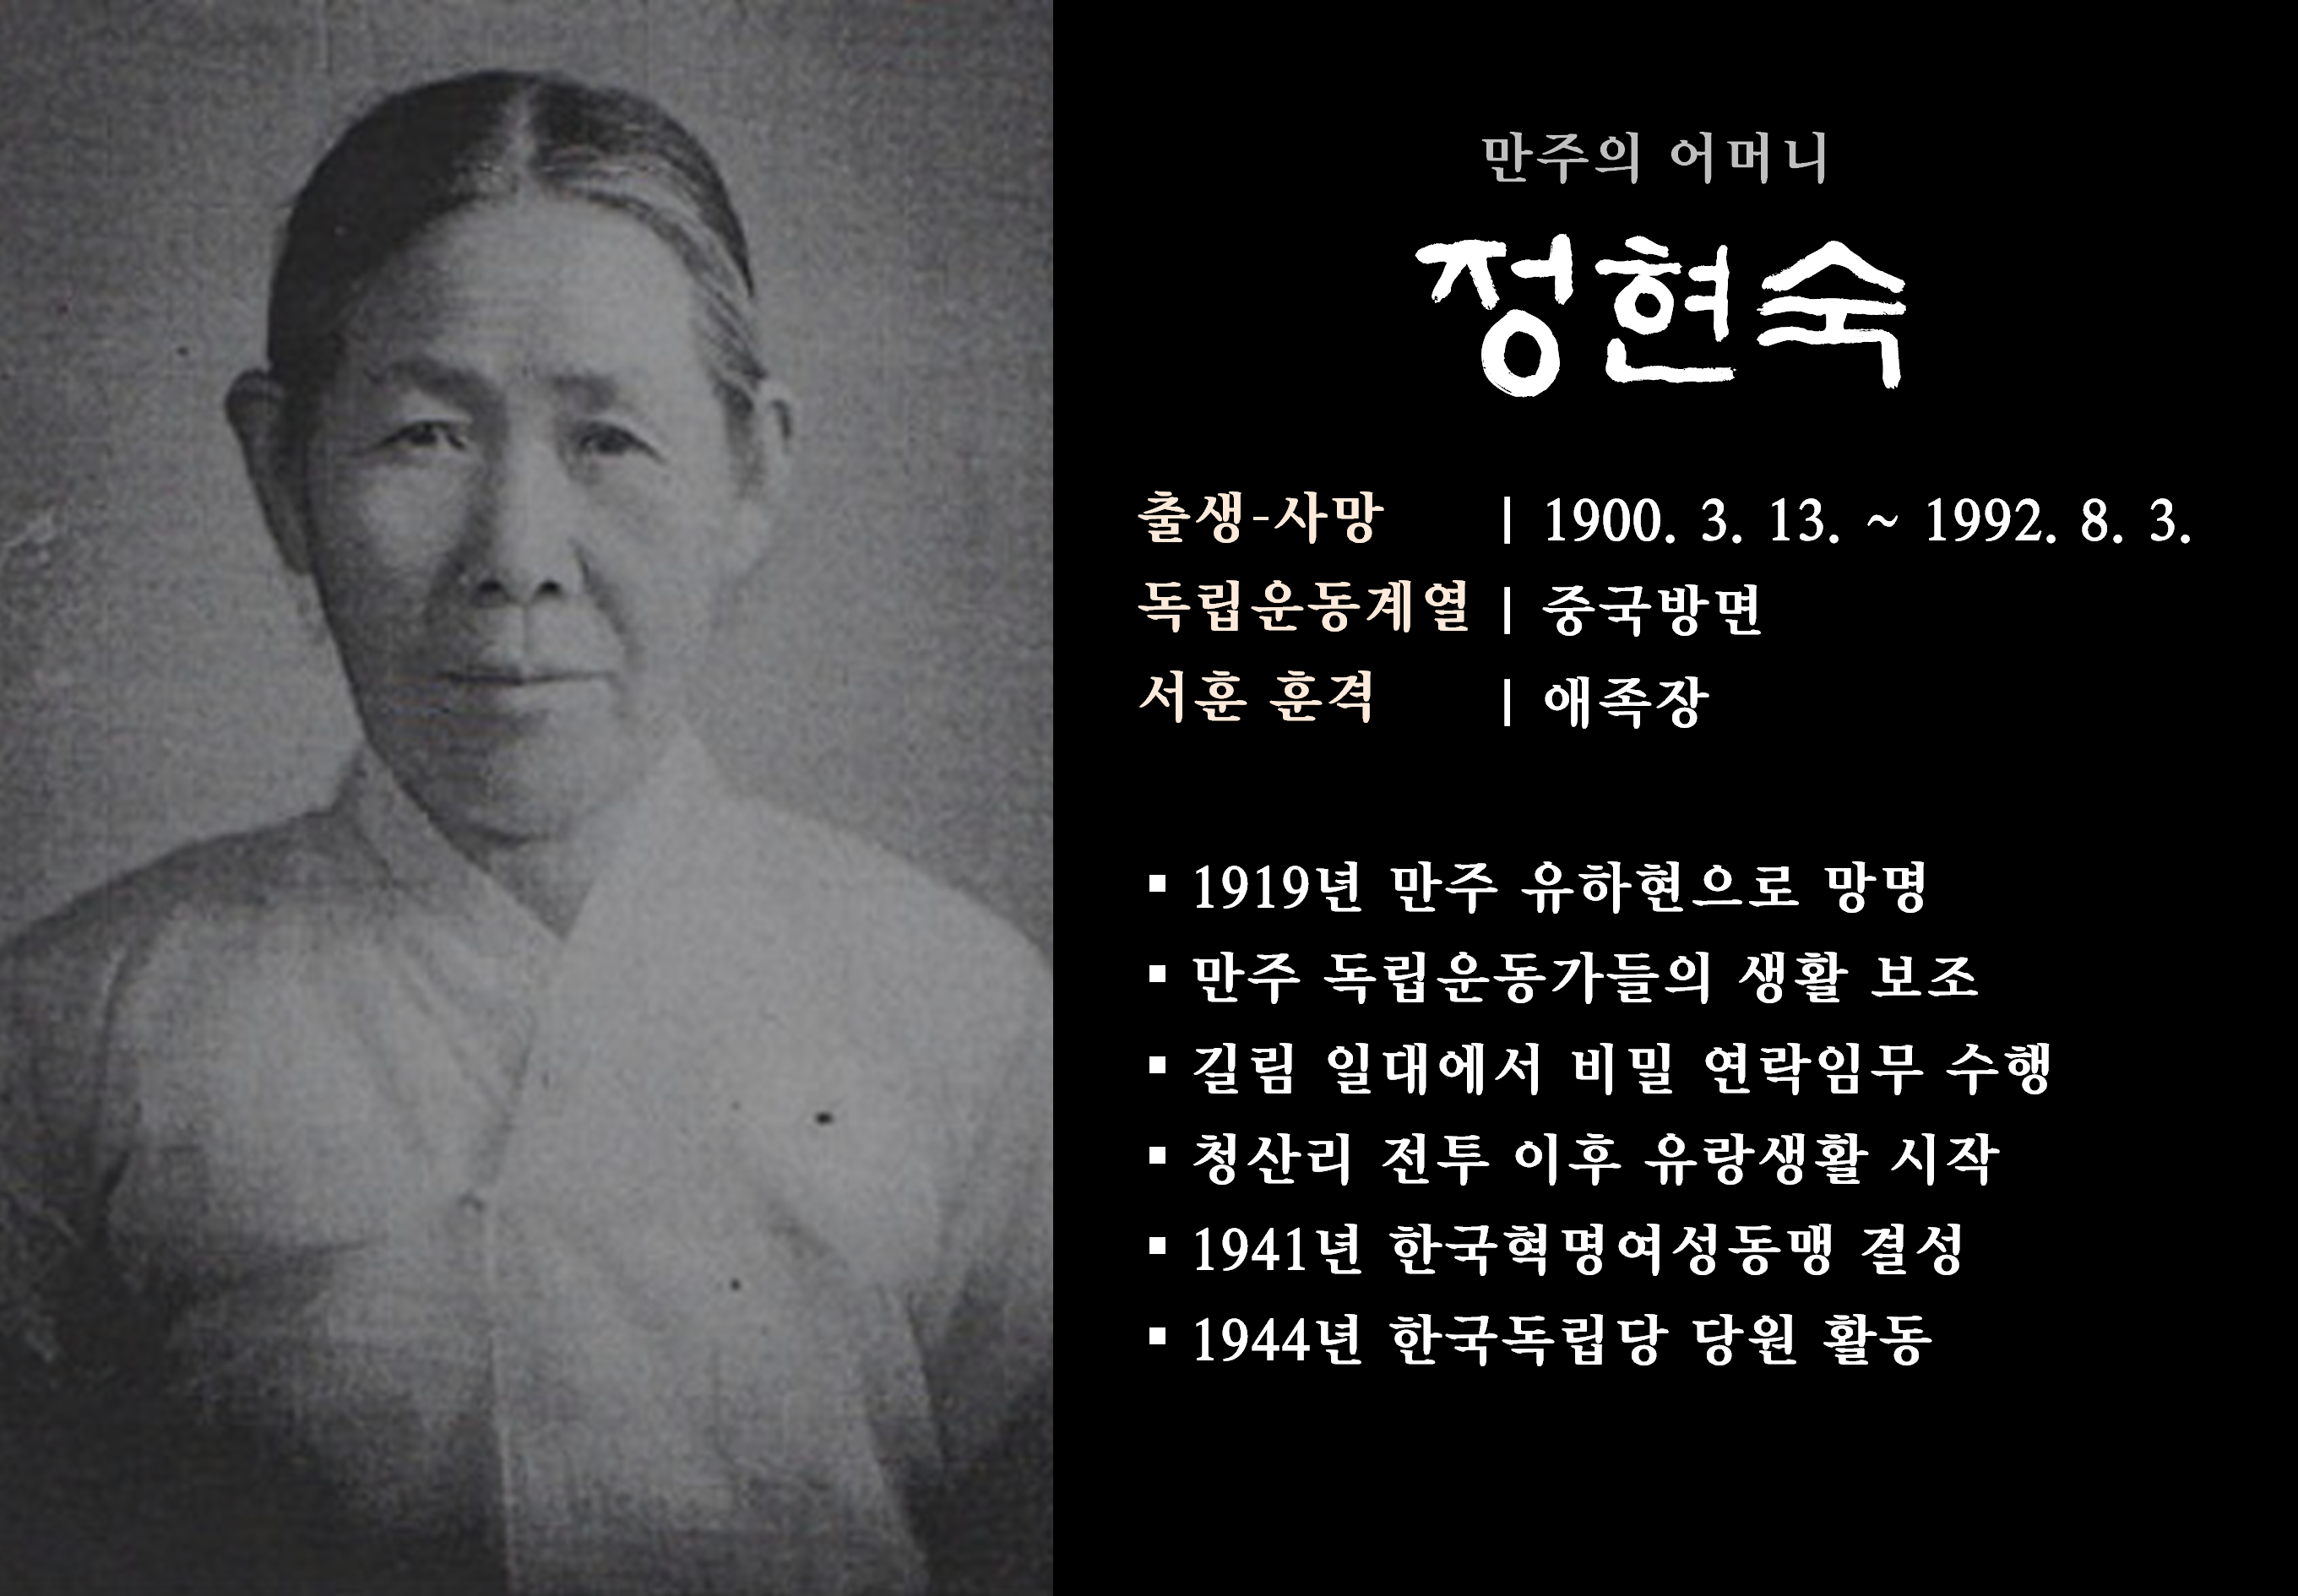 만주의 어머니
정현숙
출생-사망 | 1900. 3. 13. ~ 1992. 8. 3.
독립운동계열 | 중국방면
서훈 훈격 | 애족장
▪ 1919년 만주 유하현으로 망명
▪ 만주 독립운동가들의 생활 보조
▪ 길림 일대에서 비밀 연락임무 수행
▪ 청산리 전투 이후 유랑생활 시작
▪ 1941년 한국혁명여성동맹 결성
▪ 1944년 한국독립당 당원 활동